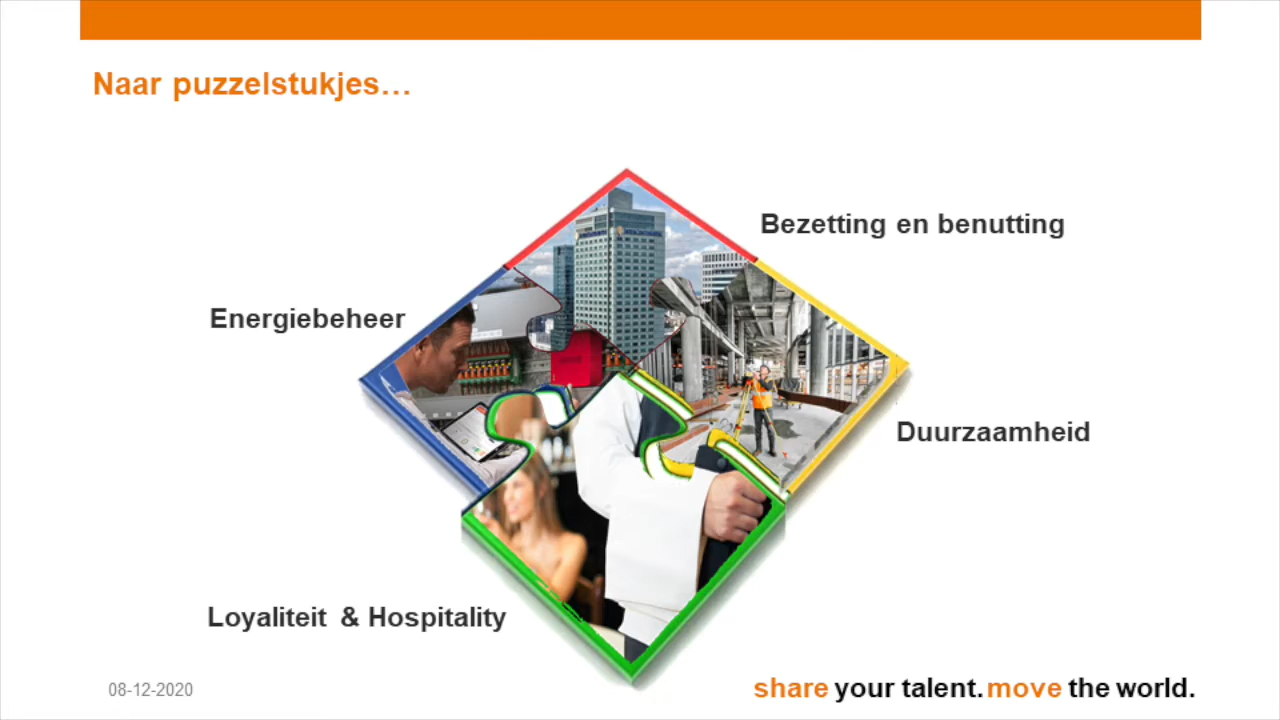 Naar puzzelstukjes…
Bezetting en benutting
Energiebeheer
Duurzaamheid
Loyaliteit & Hospitality
08-12-2020
share your talent. move the world.